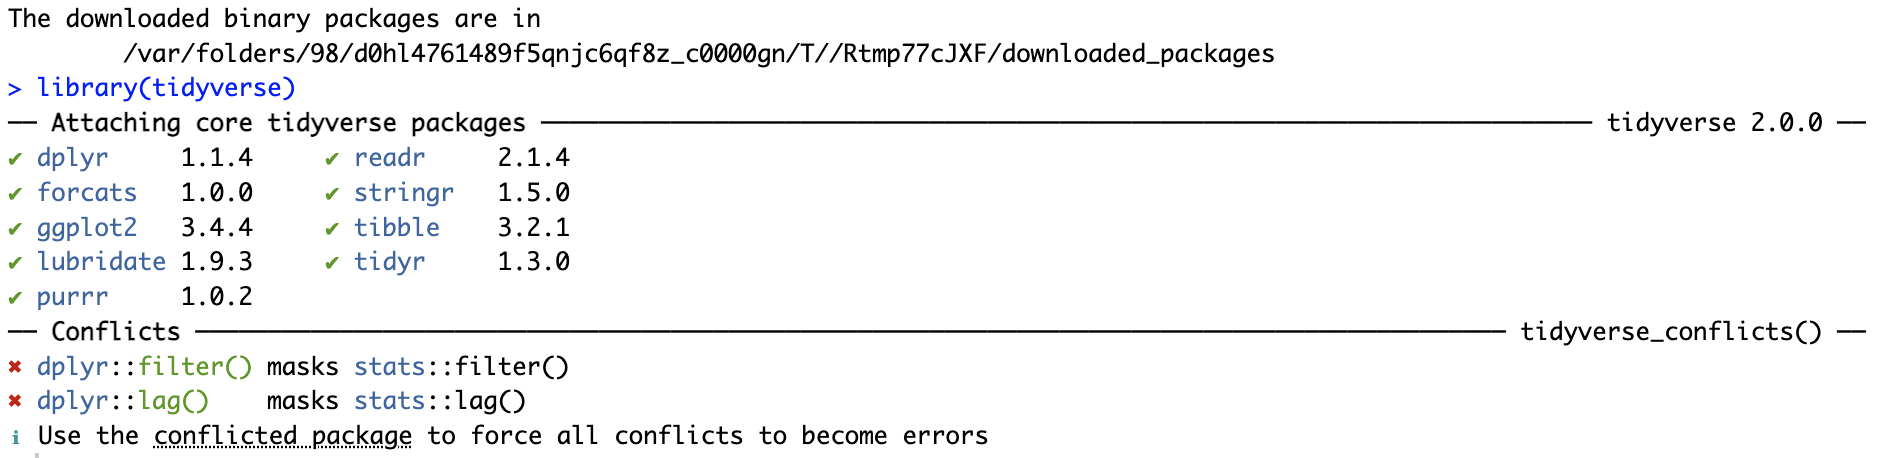 The downloaded binary packages are in
/var/folders/98/d0hl4761489f5qnjc6qf8z_c0000gn/T//Rtmp77cJXF/downloaded_packages
> library(tidyverse)
── Attaching core tidyverse packages ── tidyverse 2.0.0 ──
✔ dplyr     1.1.4     ✔ readr     2.1.4
✔ forcats   1.0.0     ✔ stringr   1.5.0
✔ ggplot2   3.4.4     ✔ tibble    3.2.1
✔ lubridate 1.9.3     ✔ tidyr     1.3.0
✔ purrr     1.0.2
── Conflicts ── tidyverse_conflicts() ──
✖ dplyr::filter() masks stats::filter()
✖ dplyr::lag()    masks stats::lag()
ℹ Use the conflicted package to force all conflicts to become errors